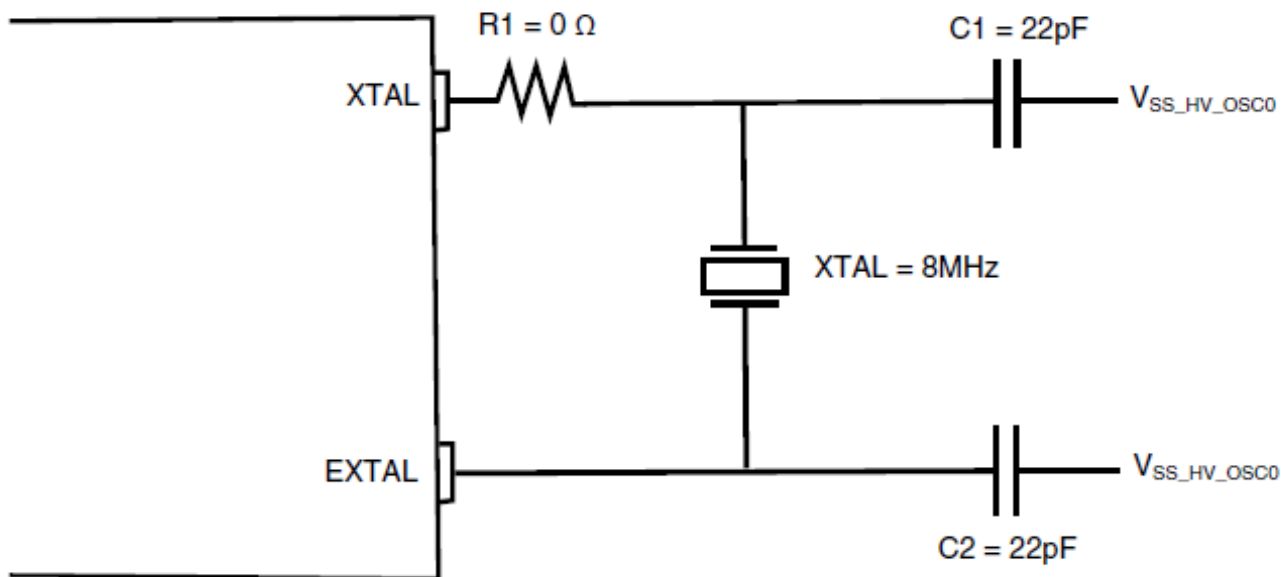 R1 = 0 Ω
C1 = 22pF
XTAL
VSS_HV_OSC0
XTAL = 8MHz
EXTAL
VSS_HV_OSC0
C2 = 22pF